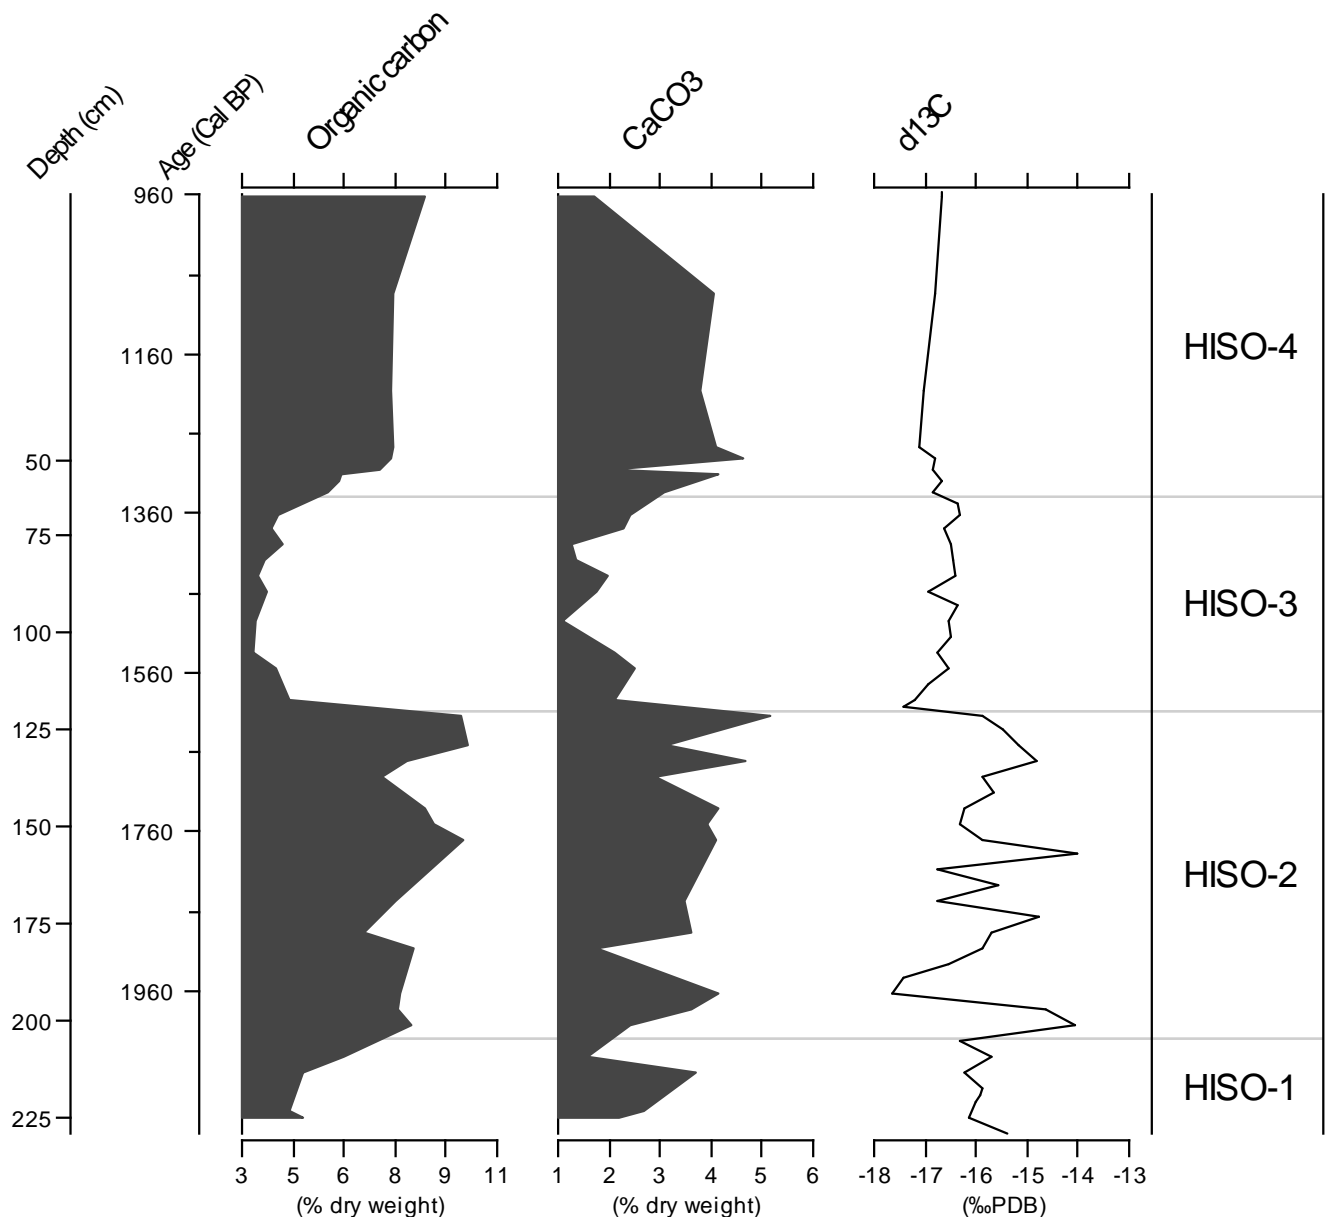 Depth (cm)
Age (Cal BP)
Organic carbon
CaCO3
d13C
960
1160
1360
1560
1760
1960
50
75
100
125
150
175
200
225
HISO-4
HISO-3
HISO-2
HISO-1
3 5 6 8 9 11
(% dry weight)
1 2 3 4 5 6
(% dry weight)
-18 -17 -16 -15 -14 -13
(‰PDB)